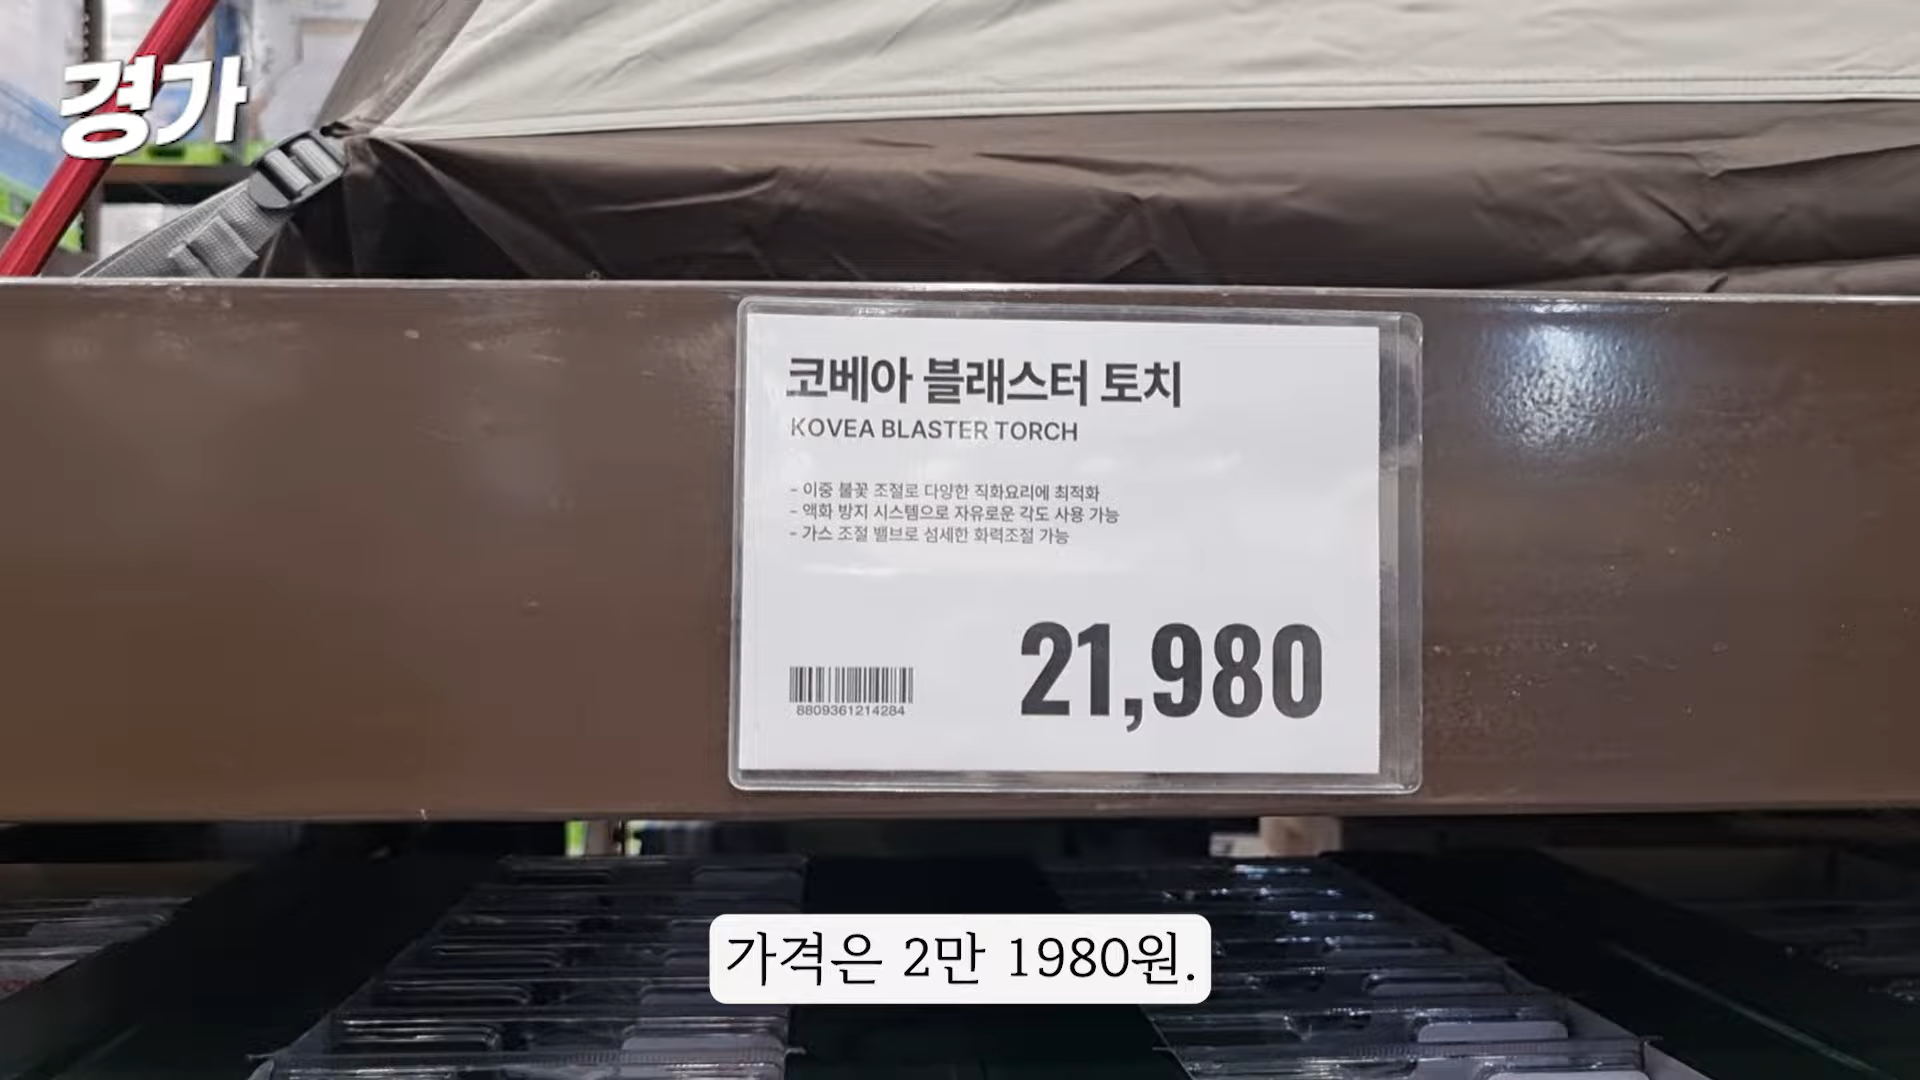 경가
코베아 블래스터 토치
KOVEA BLASTER TORCH
- 이중 불꽃 조절로 다양한 직화요리에 최적화
- 액화 방지 시스템으로 자유로운 각도 사용 가능
- 가스 조절 밸브로 섬세한 화력조절 가능
21,980
8809361214284
가격은 2만 1980원.